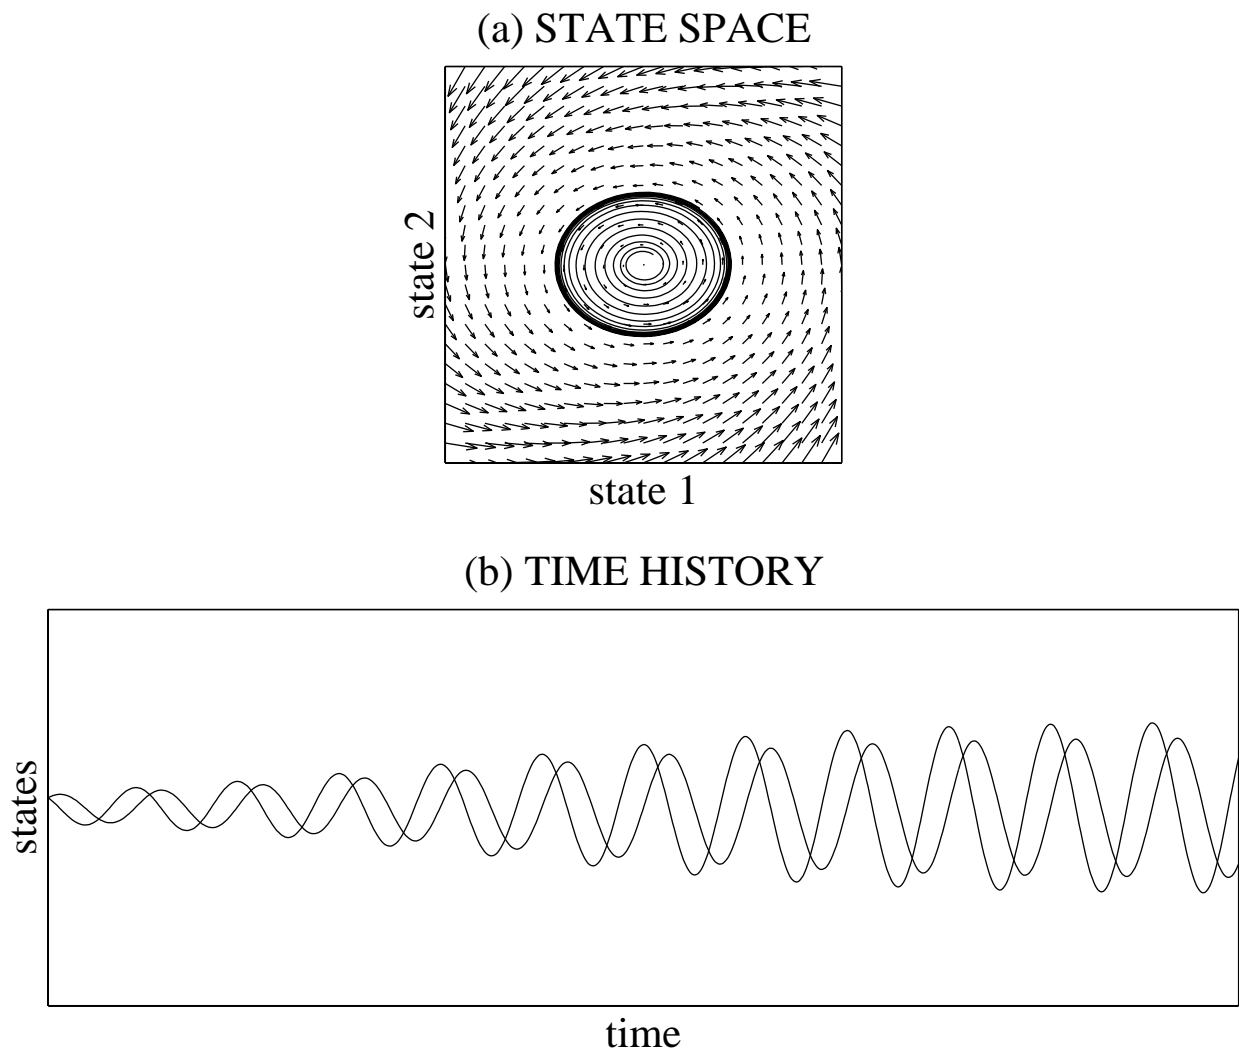 (a) STATE SPACE
state 2
state 1
(b) TIME HISTORY
states
time